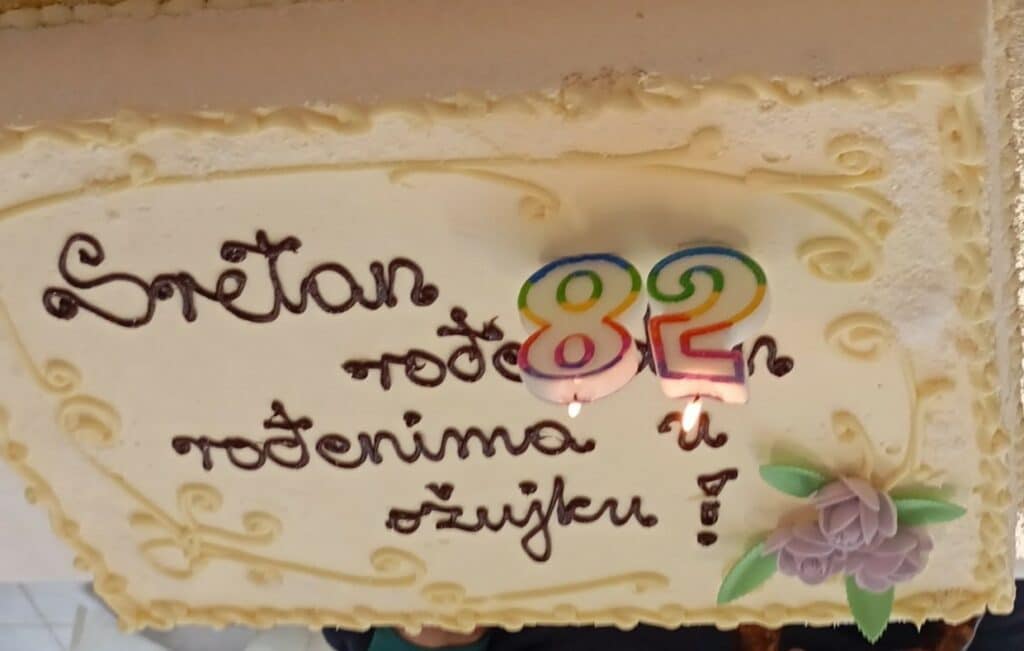 Sretan
82
rođenima u
ožujku!